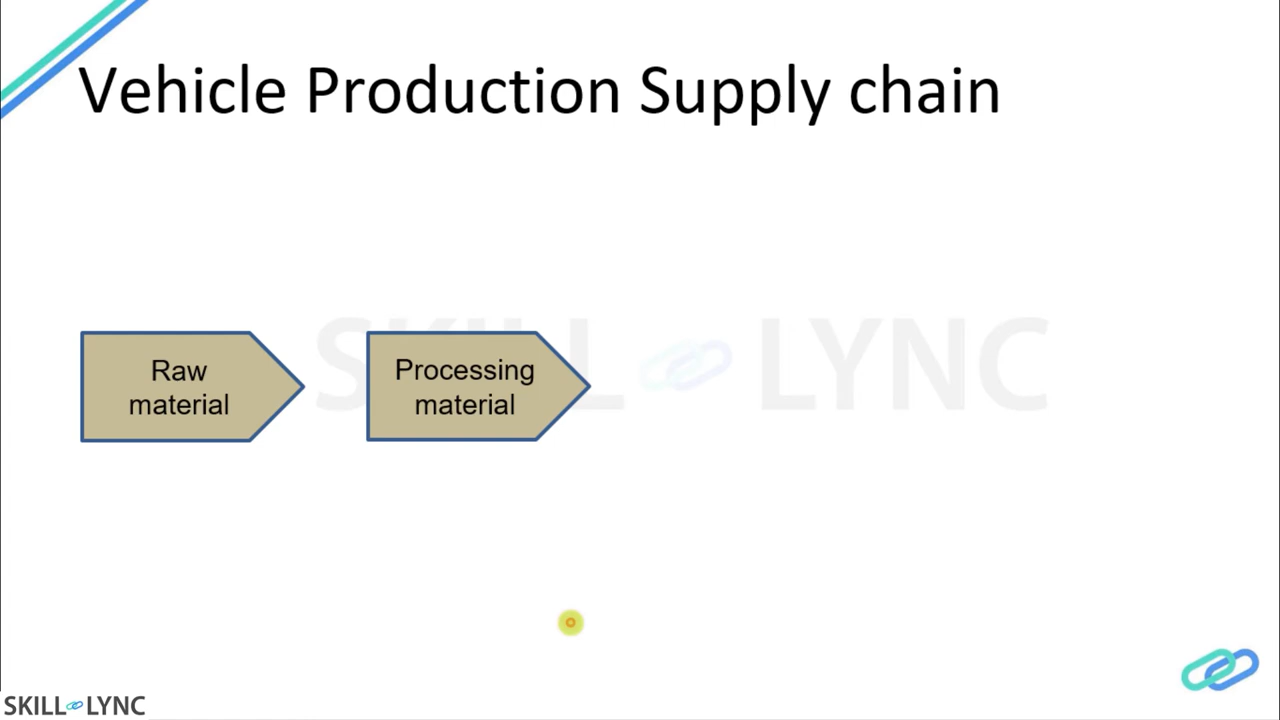 Vehicle Production Supply chain
SKILL LYNC
Raw
material
Processing
material
SKILL LYNC